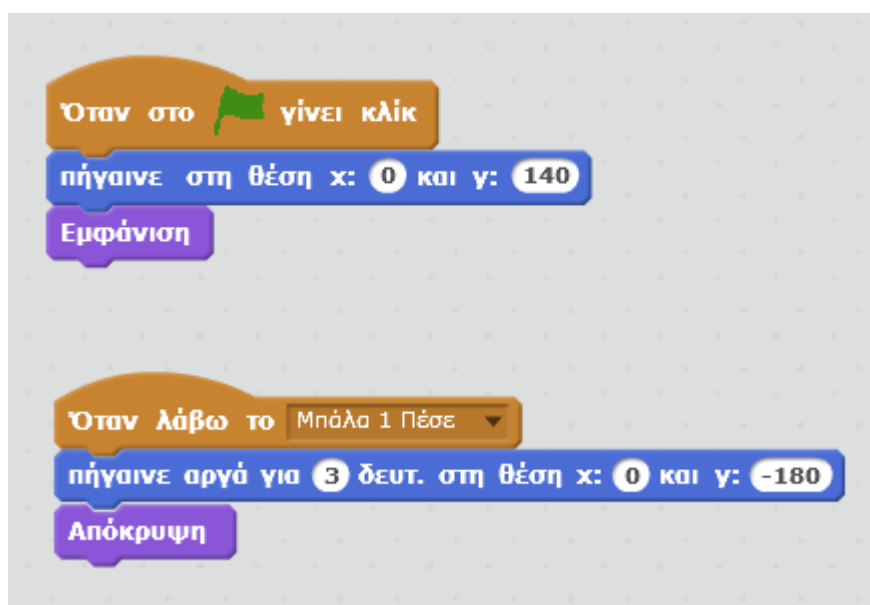 Όταν στο γίνει κλίκ
πήγαινε στη θέση x: 0 και y: 140
Εμφάνιση
Όταν λάβω το Μπάλα 1 Πέσε
πήγαινε αργά για 3 δευτ. στη θέση x: 0 και y: -180
Απόκρυψη